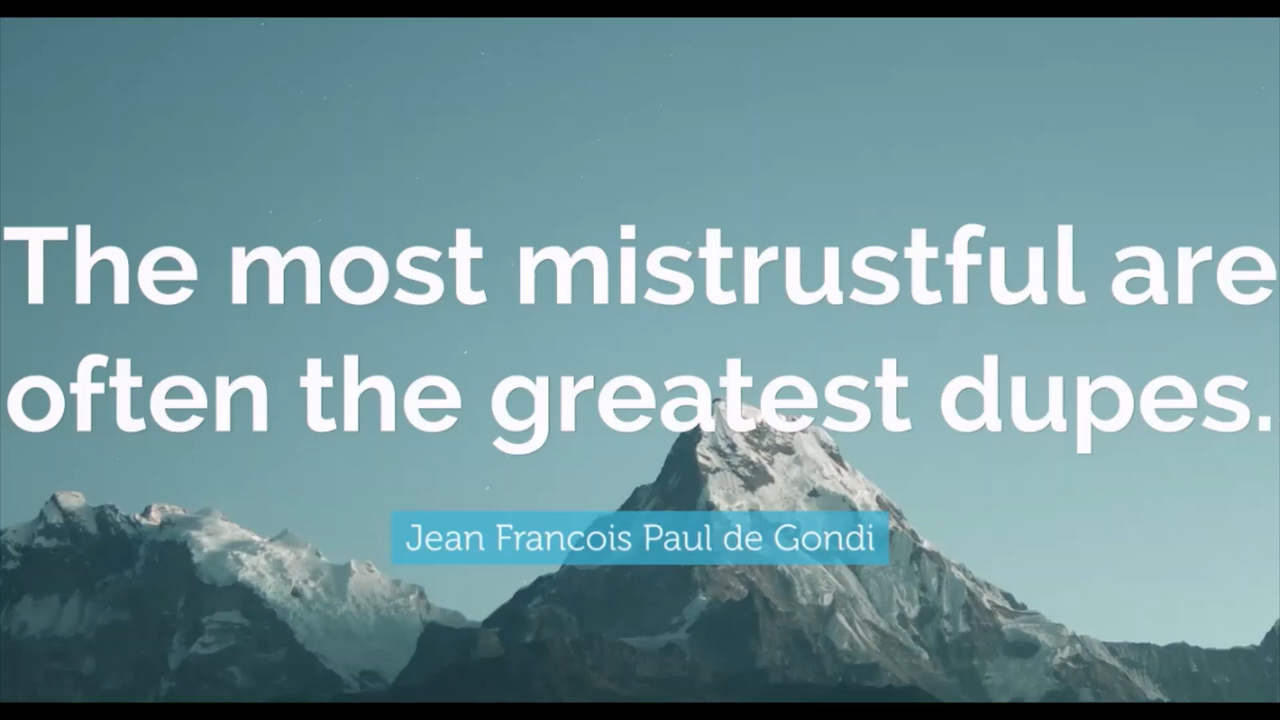 The most mistrustful are
often the greatest dupes.
Jean Francois Paul de Gondi